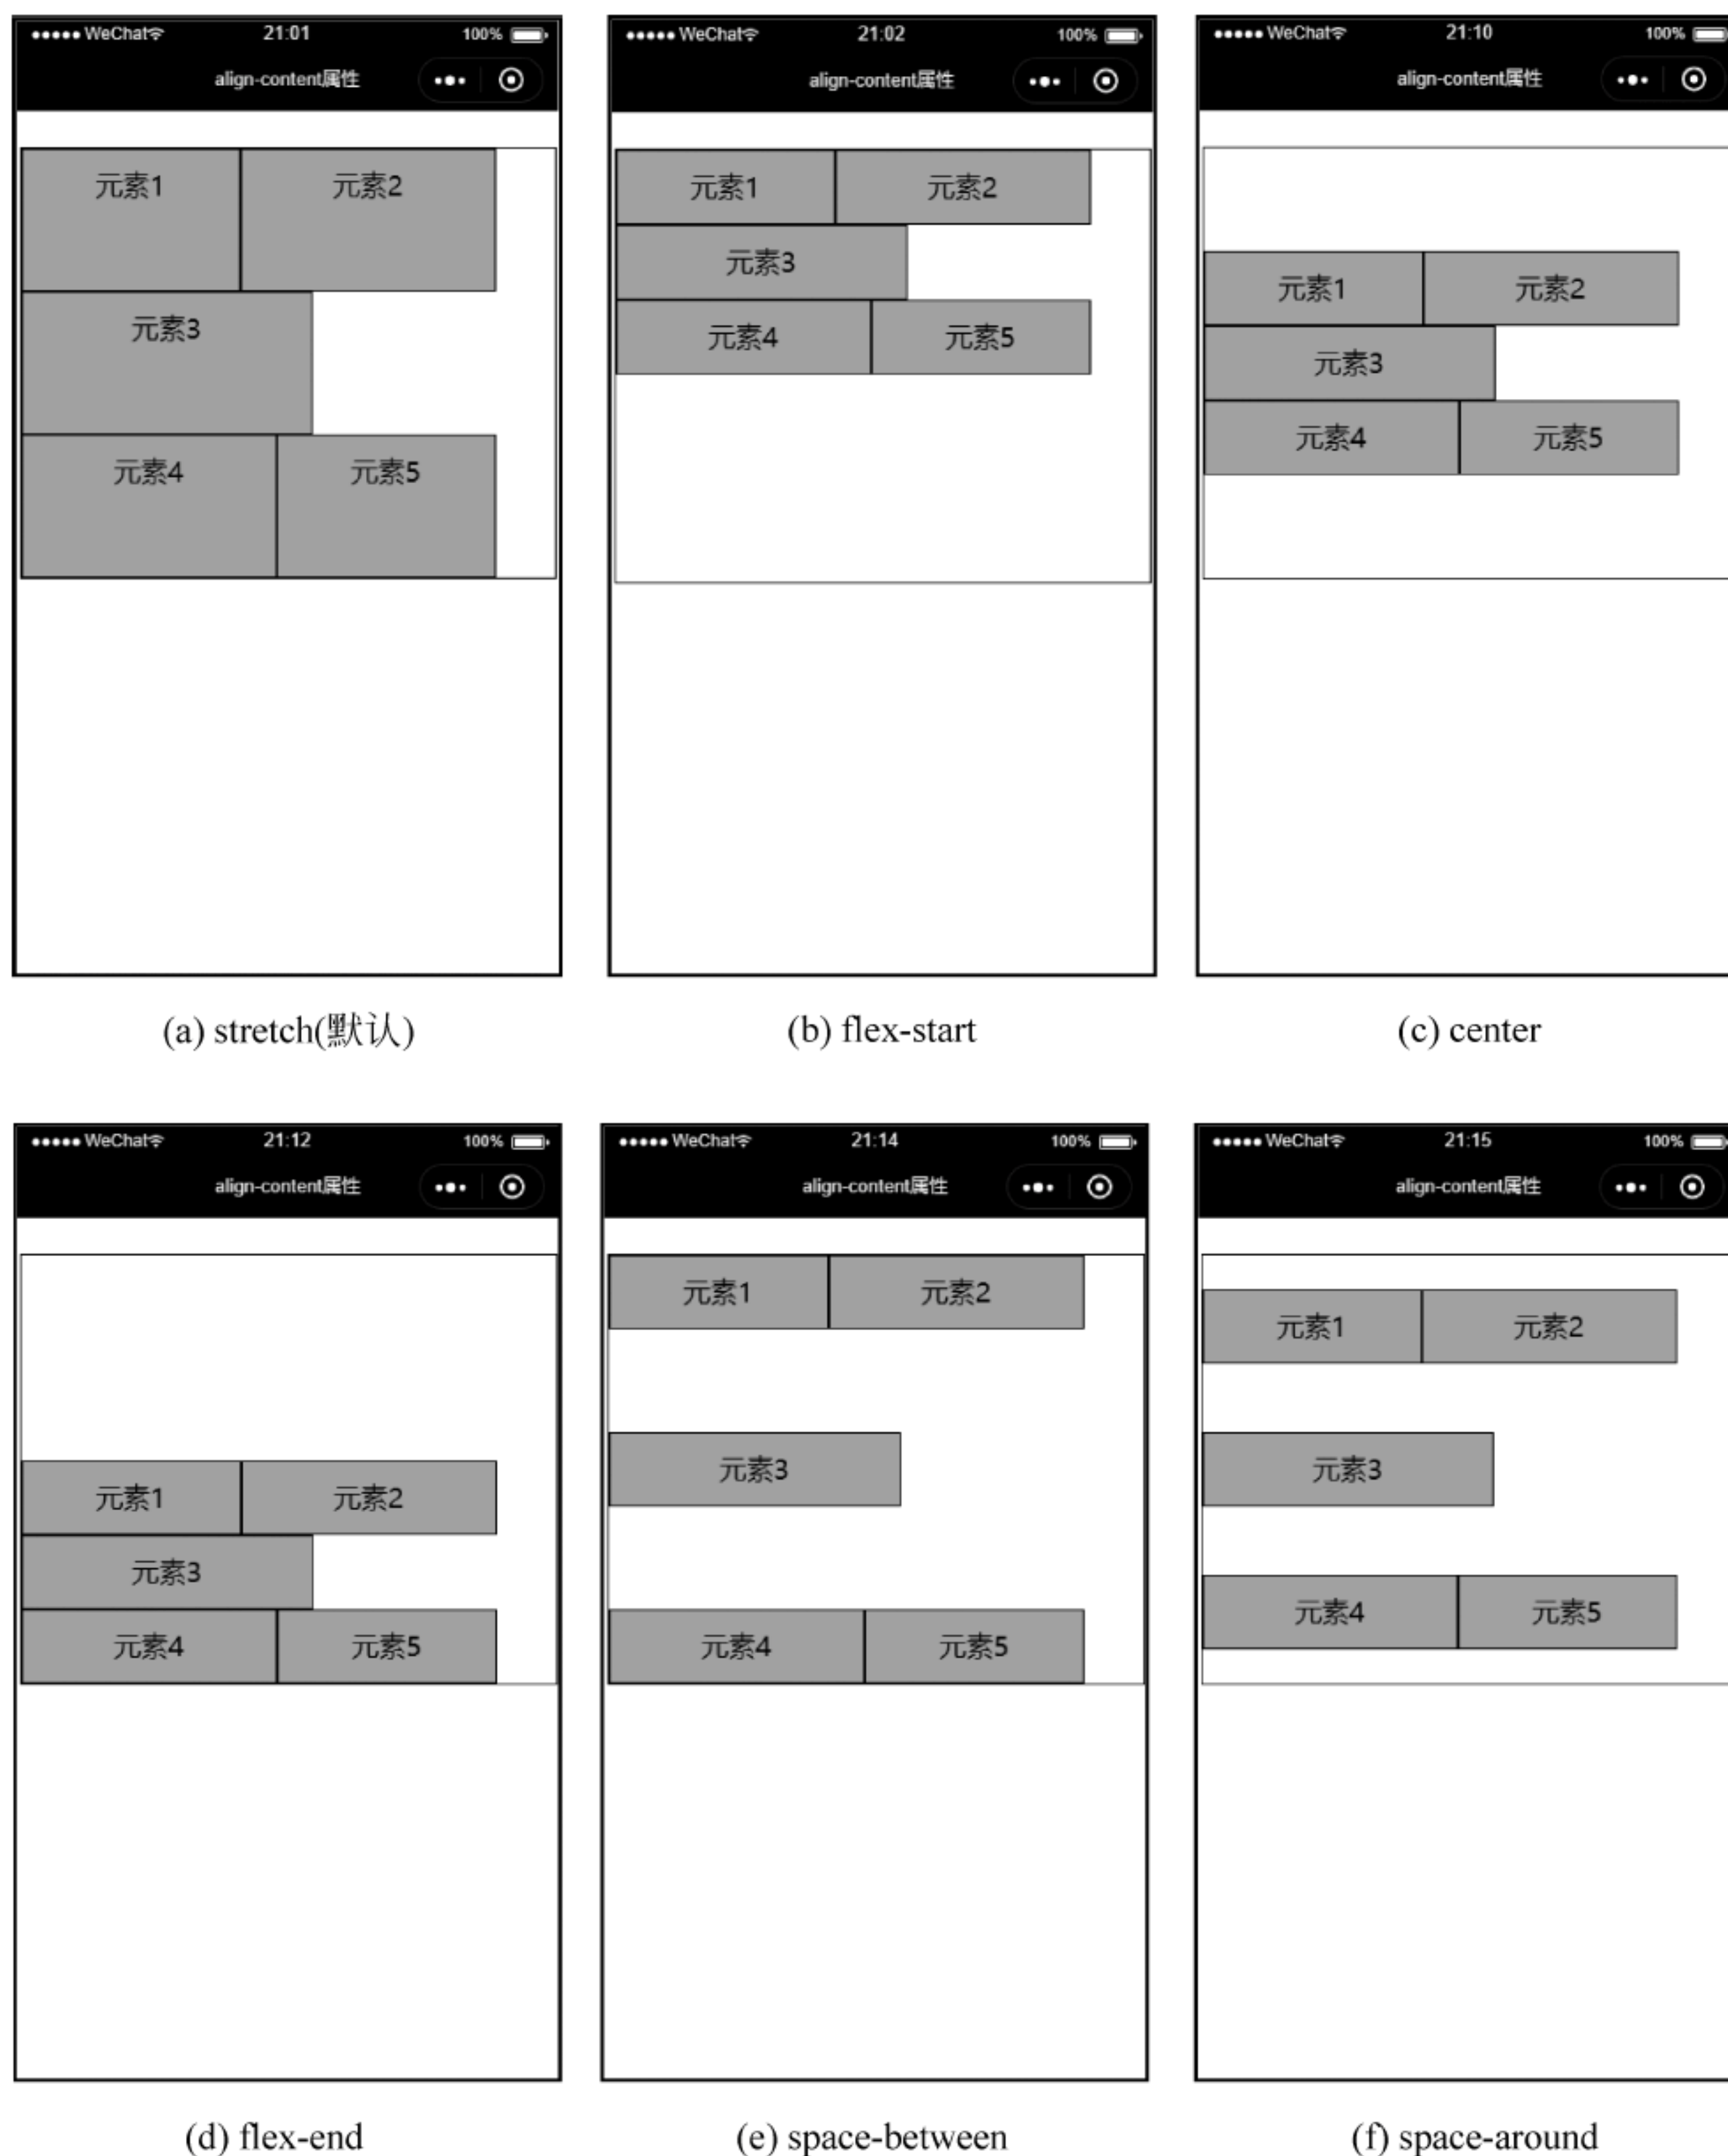 WeChat 21:01 100%
align-content属性
元素1 元素2
元素3
元素4 元素5
(a) stretch(默认)
WeChat 21:02 100%
align-content属性
元素1 元素2
元素3
元素4 元素5
(b) flex-start
WeChat 21:10 100%
align-content属性
元素1 元素2
元素3
元素4 元素5
(c) center
WeChat 21:12 100%
align-content属性
元素1 元素2
元素3
元素4 元素5
(d) flex-end
WeChat 21:14 100%
align-content属性
元素1 元素2
元素3
元素4 元素5
(e) space-between
WeChat 21:15 100%
align-content属性
元素1 元素2
元素3
元素4 元素5
(f) space-around